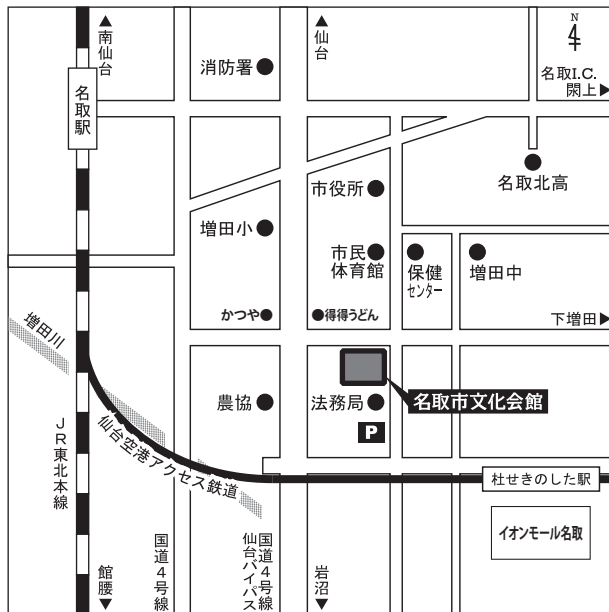 ▲南仙台
▲仙台
N
名取I.C.
閖上▶
消防署
名取駅
名取北高
市役所
増田小
市民
体育館
保健
センター
増田中
かつや
得得うどん
下増田▶
増田川
名取市文化会館
農協
法務局
P
仙台空港アクセス鉄道
杜せきのした駅
イオンモール名取
JR東北本線
館腰▼
国道4号線
国道4号線
仙台バイパス
岩沼▼